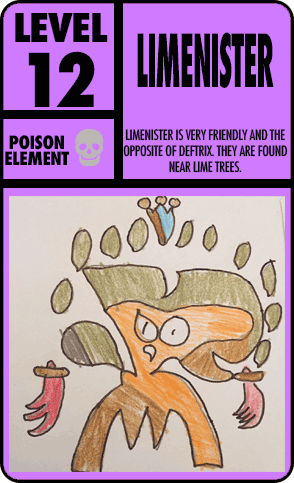 LEVEL
12
LIMENISTER
POISON
ELEMENT
LIMENISTER IS VERY FRIENDLY AND THE
OPPOSITE OF DEFTRIX. THEY ARE FOUND
NEAR LIME TREES.